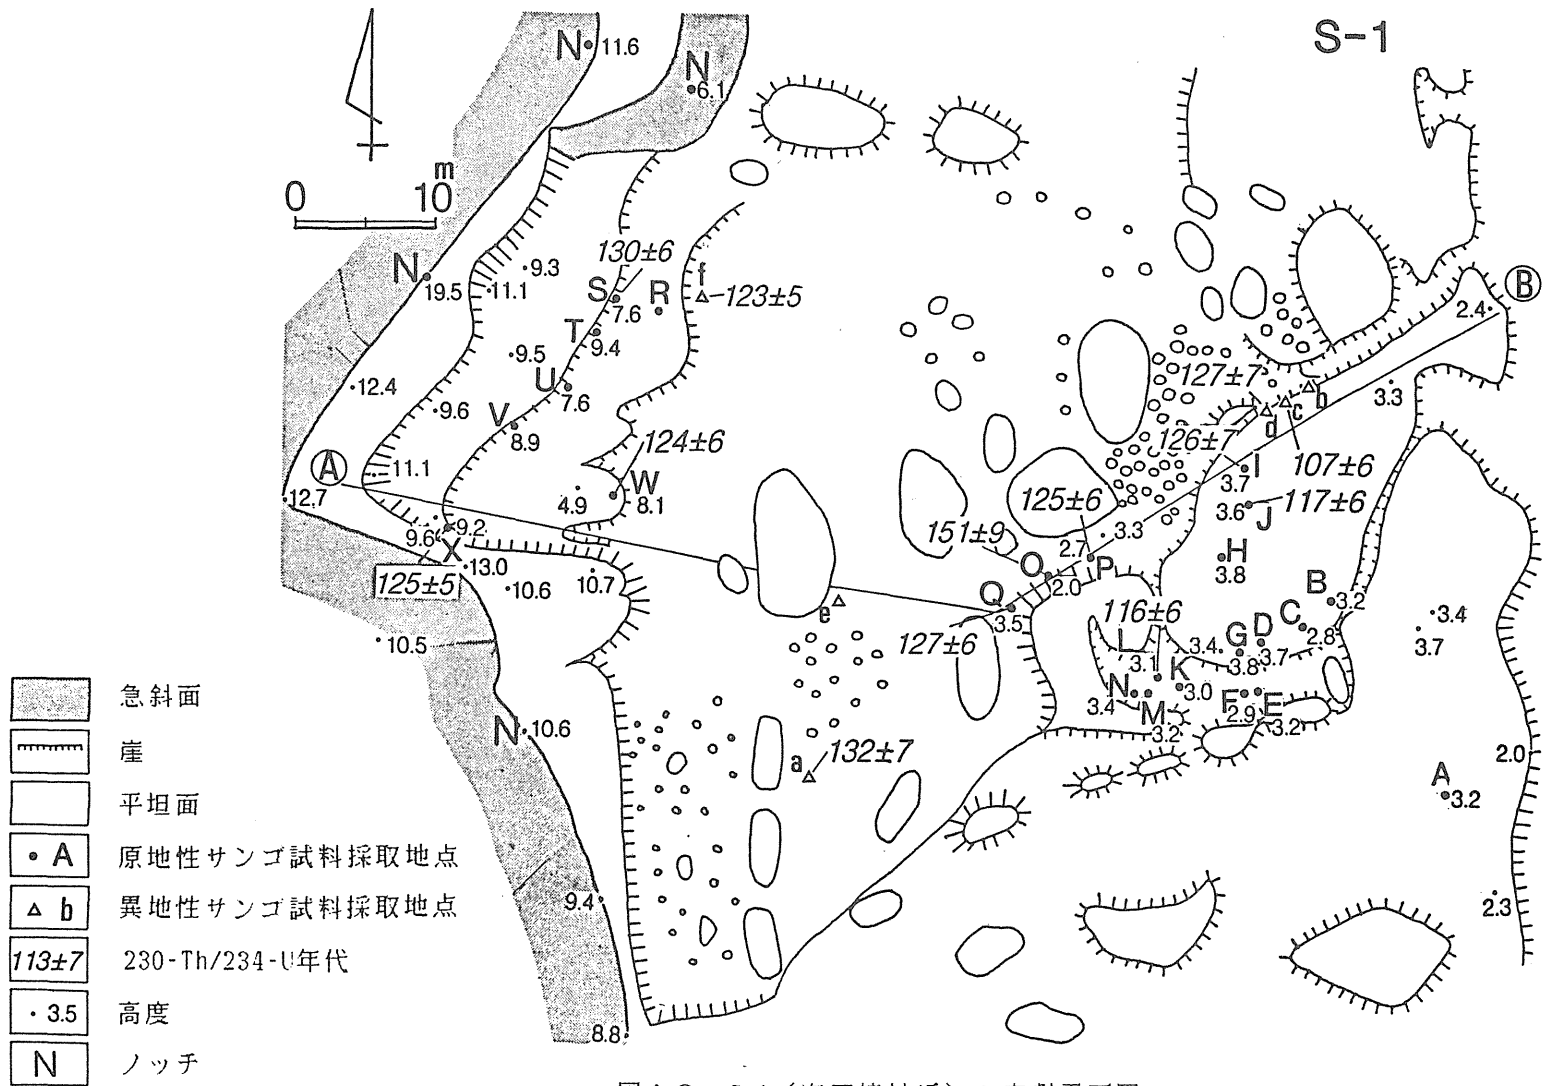 S-1
N
11.6
N
6.1
m
0 10
130±6
N
19.5
9.3
11.1
S
7.6
R
f
123±5
T
9.4
9.5
U
7.6
12.4
9.6
V
8.9
124±6
Ⓐ
11.1
12.7
4.9
W
8.1
9.6
9.2
X
125±5
13.0
10.6
10.7
10.5
N
10.6
9.4
8.8
e
a
132±7
Ⓑ
2.4
127±7
3.3
b
c
d
126±7
I
3.7
107±6
125±6
3.6
J
117±6
151±9
2.7
3.3
O
2.0
P
H
3.8
Q
3.5
127±6
116±6
B
3.2
C
2.8
L
3.1
3.4
G
3.8
D
3.7
3.4
3.7
N
3.4
M
3.2
K
3.0
F
2.9
E
3.2
2.0
A
3.2
2.3
急斜面
崖
平坦面
A 原地性サンゴ試料採取地点
b 異地性サンゴ試料採取地点
113±7 230-Th/234-U年代
3.5 高度
N ノッチ